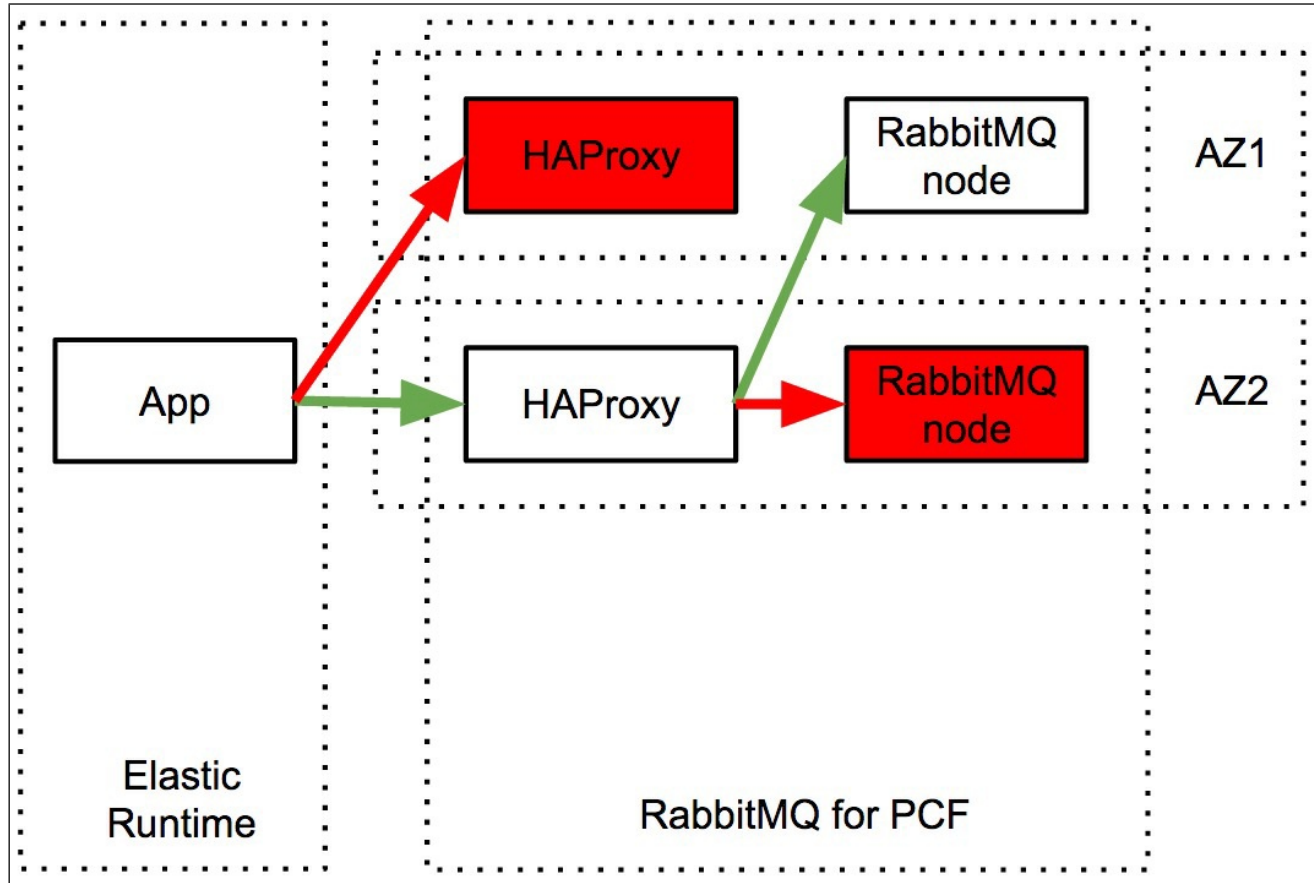 HAProxy
RabbitMQ
node
AZ1
App
HAProxy
RabbitMQ
node
AZ2
Elastic
Runtime
RabbitMQ for PCF